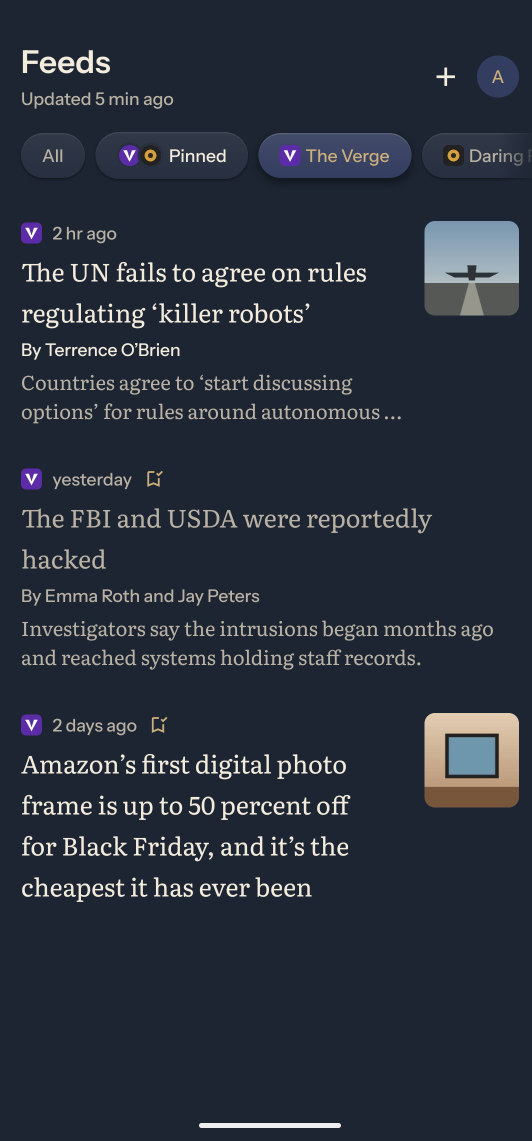 Feeds
Updated 5 min ago
A
All
Pinned
The Verge
Daring
2 hr ago
The UN fails to agree on rules
regulating ‘killer robots’
By Terrence O’Brien
Countries agree to ‘start discussing
options’ for rules around autonomous ...
yesterday
The FBI and USDA were reportedly
hacked
By Emma Roth and Jay Peters
Investigators say the intrusions began months ago
and reached systems holding staff records.
2 days ago
Amazon’s first digital photo
frame is up to 50 percent off
for Black Friday, and it’s the
cheapest it has ever been